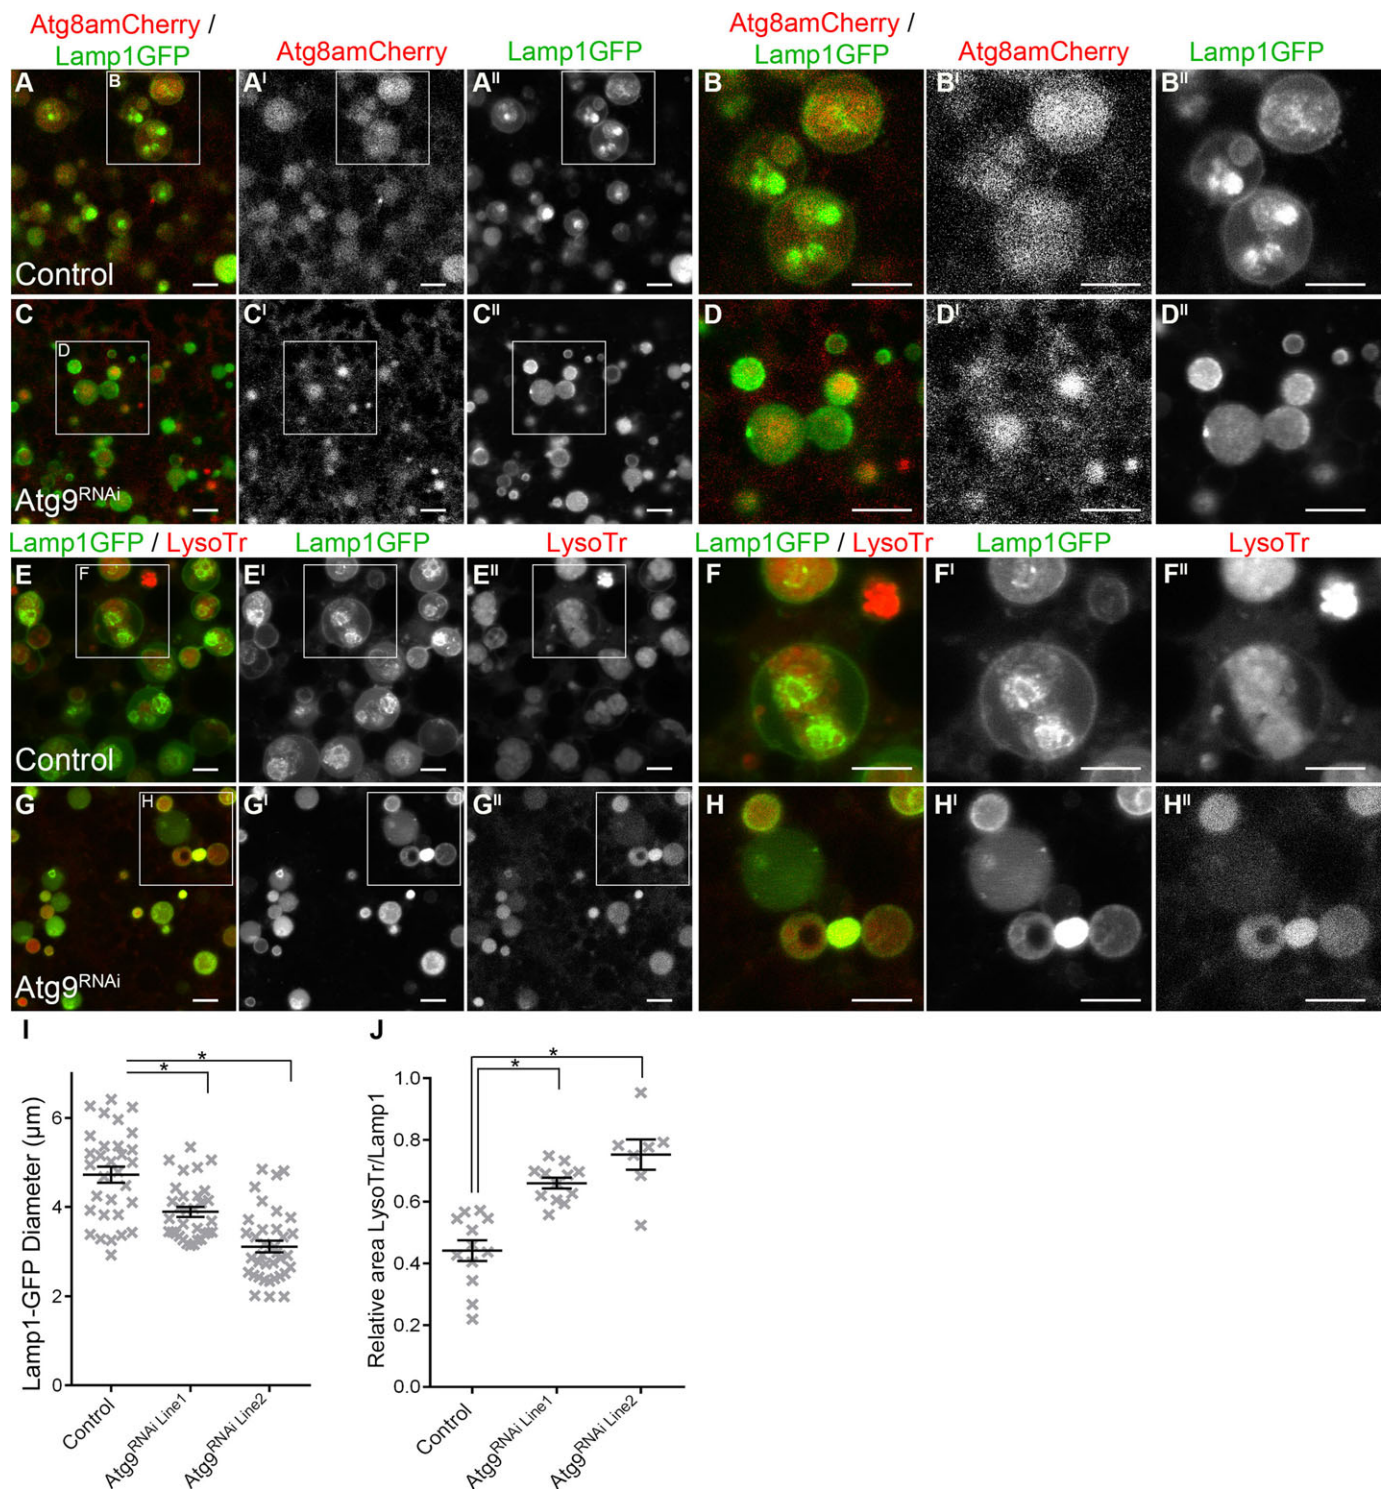 Atg8amCherry /
Lamp1GFP
Atg8amCherry
Lamp1GFP
Atg8amCherry /
Lamp1GFP
Atg8amCherry
Lamp1GFP
A
B
Aᴵ
Aᴵᴵ
B
Bᴵ
Bᴵᴵ
Control
C
D
Cᴵ
Cᴵᴵ
D
Dᴵ
Dᴵᴵ
Atg9ᴿᴺᴬⁱ
Lamp1GFP / LysoTr
Lamp1GFP
LysoTr
Lamp1GFP / LysoTr
Lamp1GFP
LysoTr
E
F
Eᴵ
Eᴵᴵ
F
Fᴵ
Fᴵᴵ
Control
G
H
Gᴵ
Gᴵᴵ
H
Hᴵ
Hᴵᴵ
Atg9ᴿᴺᴬⁱ
I
Lamp1-GFP Diameter (µm)
6
4
2
0
*
*
Control
Atg9ᴿᴺᴬⁱ ᴸⁱⁿᵉ¹
Atg9ᴿᴺᴬⁱ ᴸⁱⁿᵉ²
J
Relative area LysoTr/Lamp1
1.0
0.8
0.6
0.4
0.2
0.0
*
*
Control
Atg9ᴿᴺᴬⁱ ᴸⁱⁿᵉ¹
Atg9ᴿᴺᴬⁱ ᴸⁱⁿᵉ²